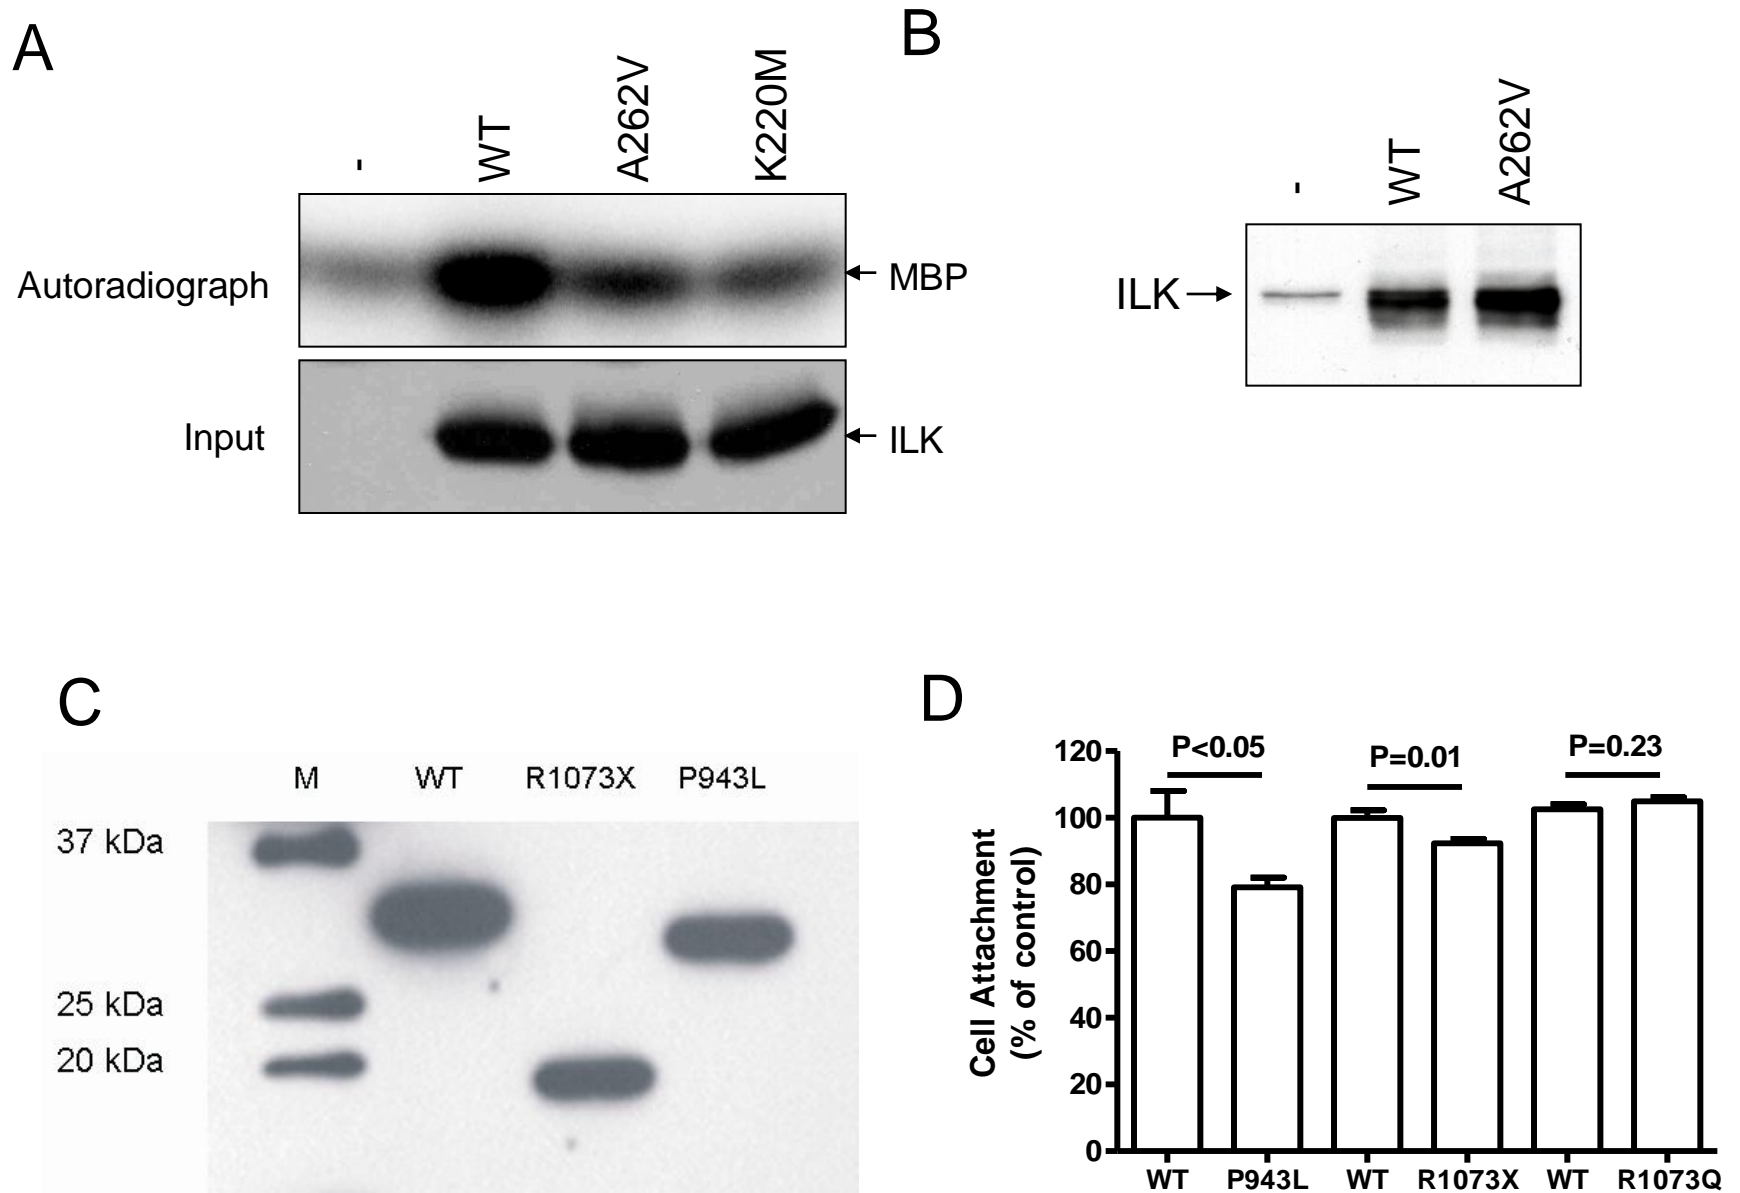 A
- WT A262V K220M
Autoradiograph MBP
Input ILK
B
- WT A262V
ILK
C
M WT R1073X P943L
37 kDa
25 kDa
20 kDa
D
P<0.05 P=0.01 P=0.23
Cell Attachment
(% of control)
120
100
80
60
40
20
0
WT P943L WT R1073X WT R1073Q